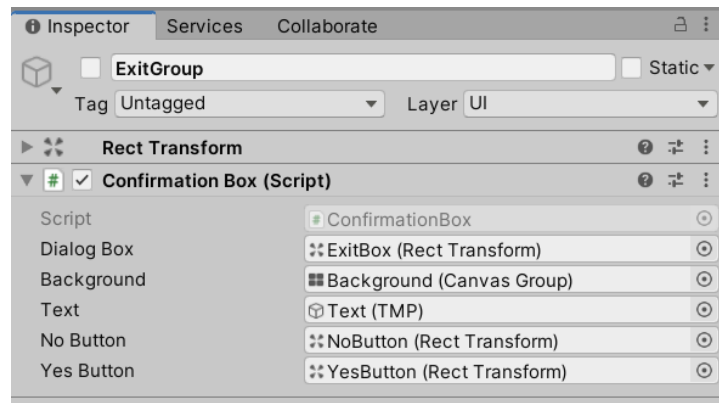 Inspector Services Collaborate
ExitGroup Static
Tag Untagged Layer UI
Rect Transform
# Confirmation Box (Script)
Script # ConfirmationBox
Dialog Box ExitBox (Rect Transform)
Background Background (Canvas Group)
Text Text (TMP)
No Button NoButton (Rect Transform)
Yes Button YesButton (Rect Transform)